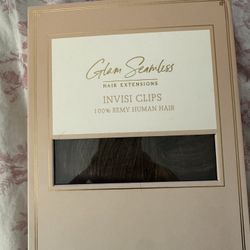 Glam Seamless
HAIR EXTENSIONS
INVISI CLIPS
100% REMY HUMAN HAIR